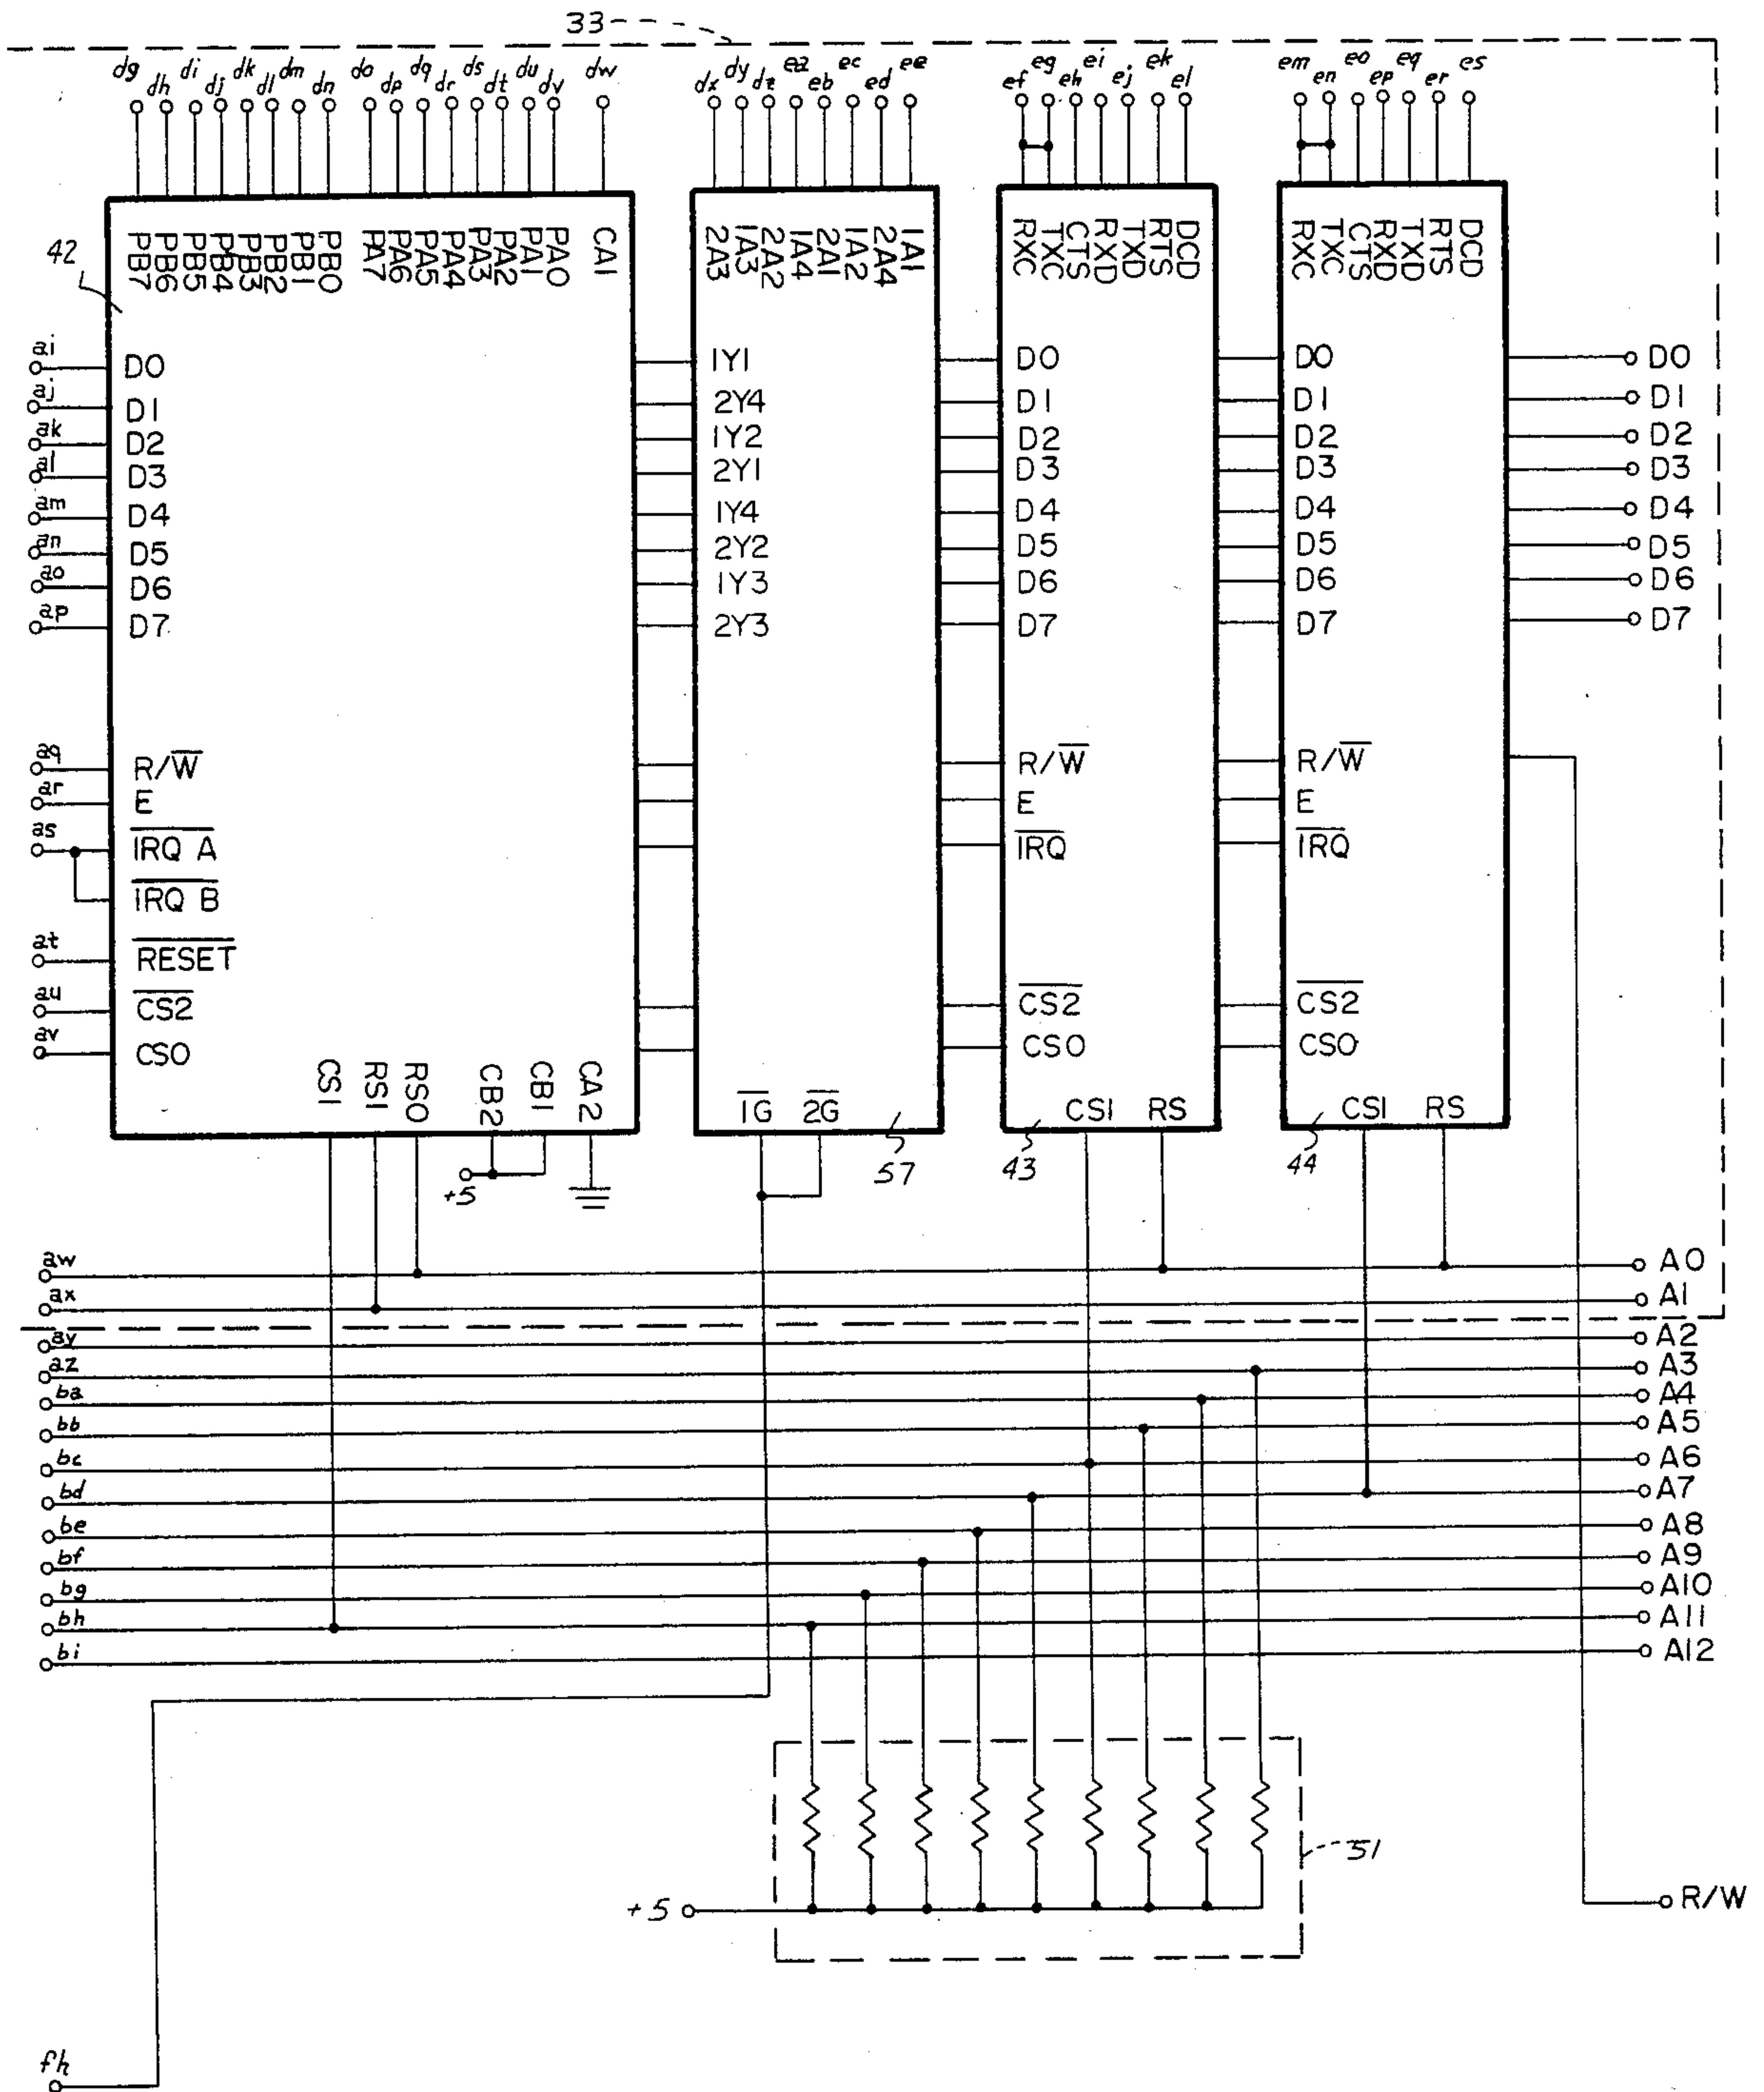 33
dg dh di dj dk dl dm dn do dp dq dr ds dt du dv dw dx dy dz ea eb ec ed ee ef eg eh ei ej ek el em en eo ep eq er es
42
PB7 PB6 PB5 PB4 PB3 PB2 PB1 PB0 PA7 PA6 PA5 PA4 PA3 PA2 PA1 PA0 CA1
2A3 1A3 2A2 1A4 2A1 1A2 2A4 1A1
RXC TXC CTS RXD TXD RTS DCD
RXC TXC CTS RXD TXD RTS DCD
ai D0 1Y1 D0 D0 D0
aj D1 2Y4 D1 D1 D1
ak D2 1Y2 D2 D2 D2
al D3 2Y1 D3 D3 D3
am D4 1Y4 D4 D4 D4
an D5 2Y2 D5 D5 D5
ao D6 1Y3 D6 D6 D6
ap D7 2Y3 D7 D7 D7
aq R/W̅ R/W̅ R/W̅
ar E E E
as IRQ A IRQ IRQ
IRQ B
at RESET
au CS2 CS2 CS2
av CS0 CS0 CS0
CS1 RS1 RS0 CB2 CB1 CA2
1G 2G CS1 RS CS1 RS
+5 57 43 44
aw A0
ax A1
ay A2
az A3
ba A4
bb A5
bc A6
bd A7
be A8
bf A9
bg A10
bh A11
bi A12
51
+5 R/W
fh